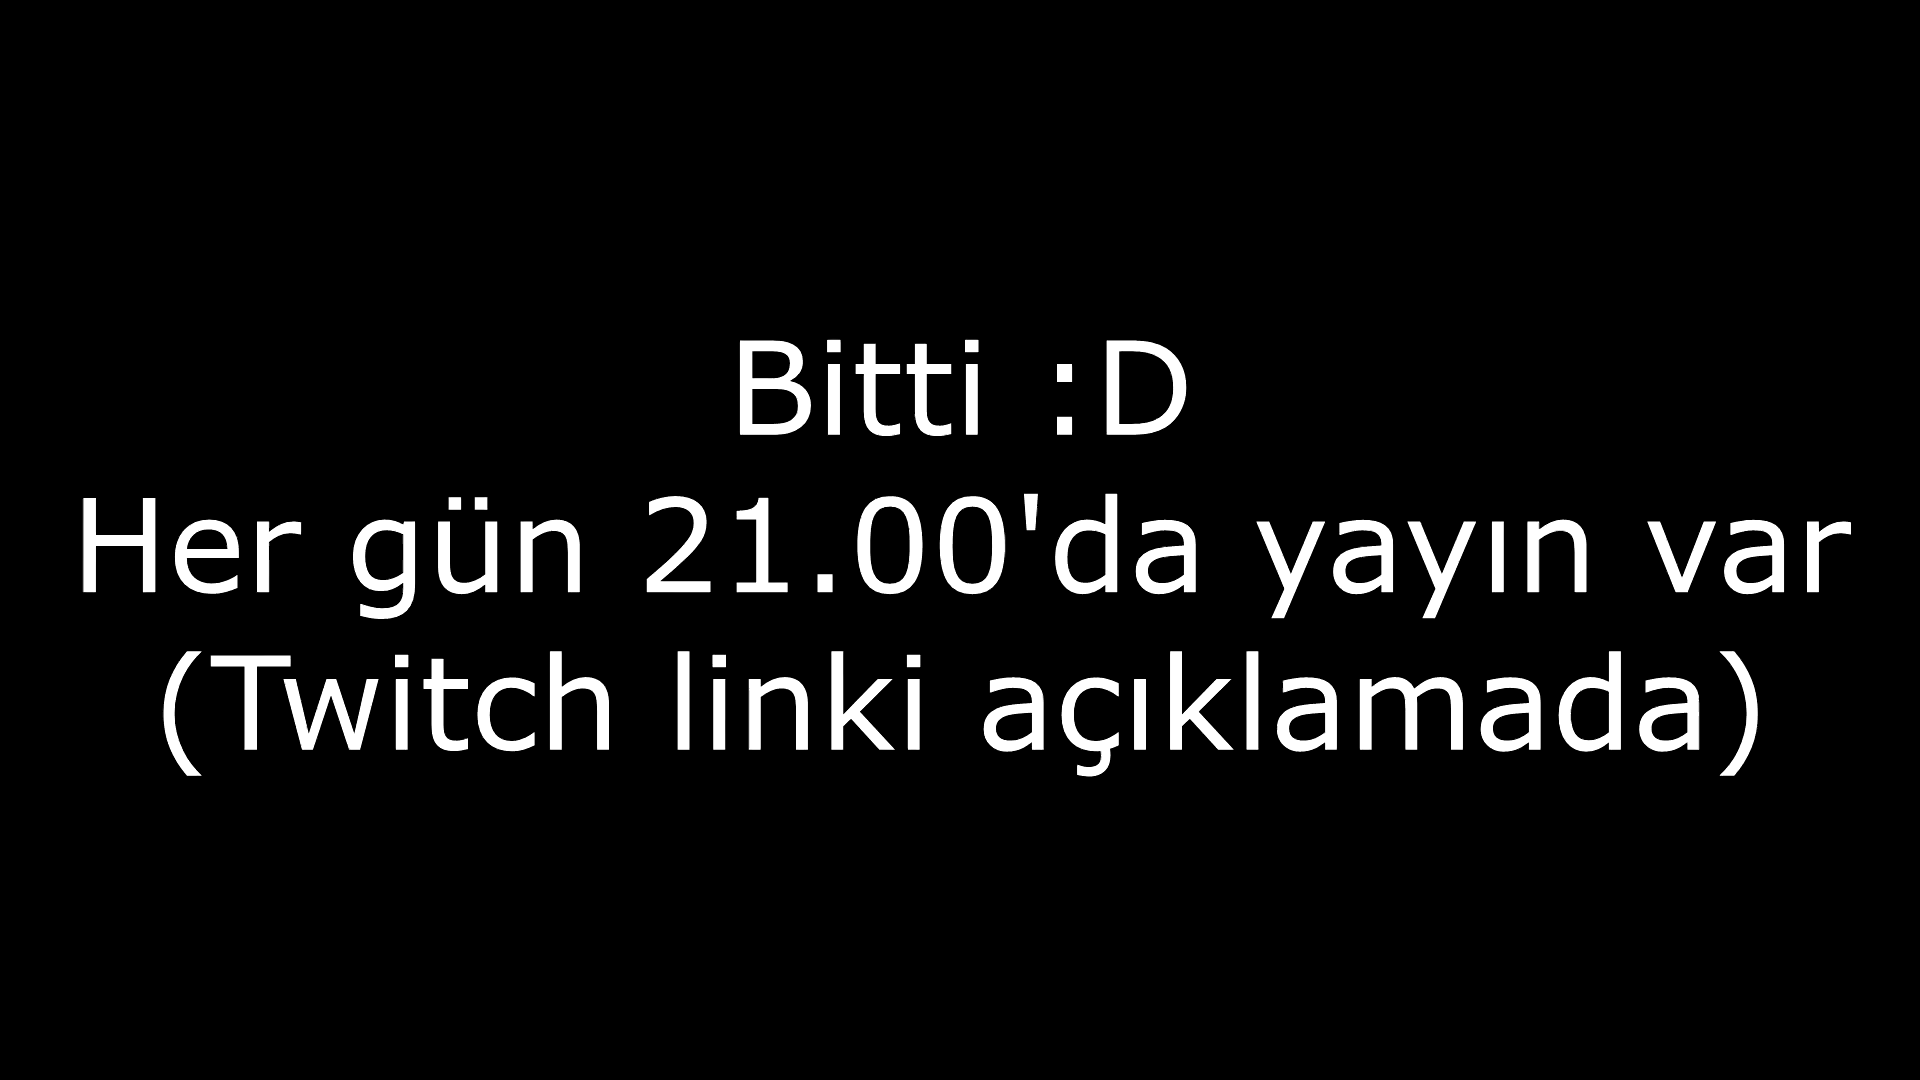 Bitti :D
Her gün 21.00'da yayın var
(Twitch linki açıklamada)